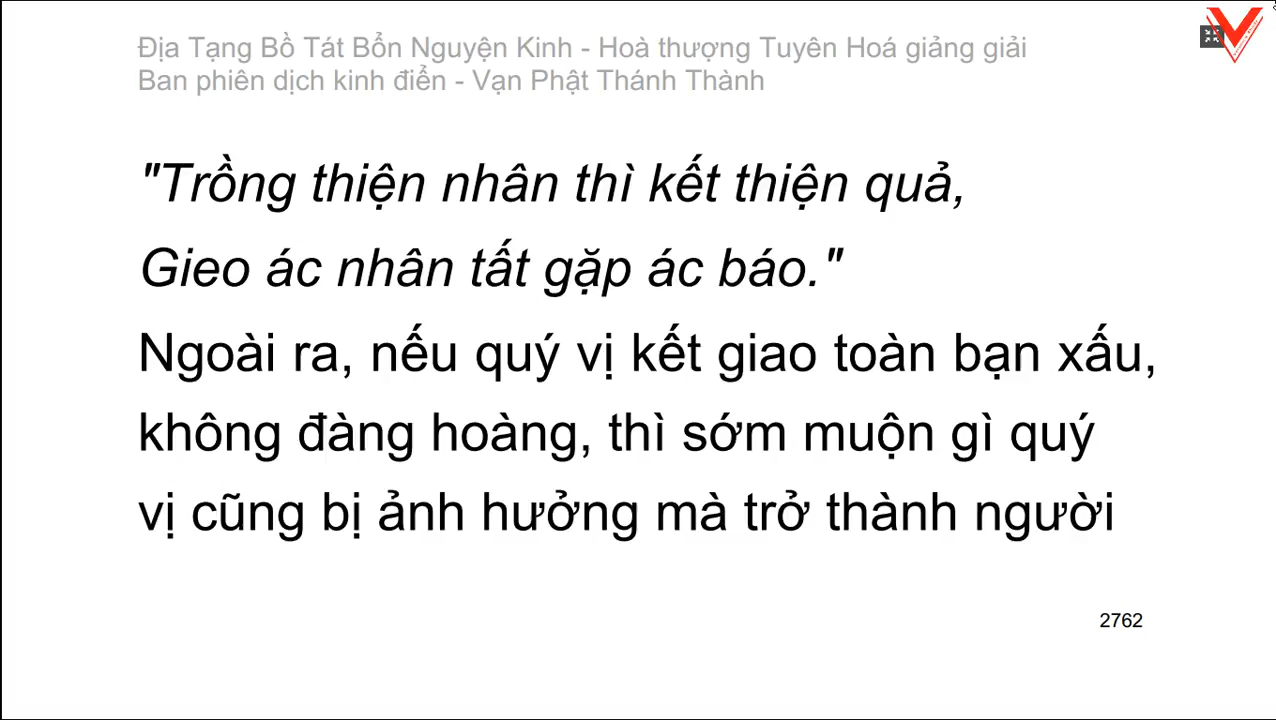 Địa Tạng Bồ Tát Bổn Nguyện Kinh - Hoà thượng Tuyên Hoá giảng giải
Ban phiên dịch kinh điển - Vạn Phật Thánh Thành
"Trồng thiện nhân thì kết thiện quả,
Gieo ác nhân tất gặp ác báo."
Ngoài ra, nếu quý vị kết giao toàn bạn xấu,
không đàng hoàng, thì sớm muộn gì quý
vị cũng bị ảnh hưởng mà trở thành người
2762